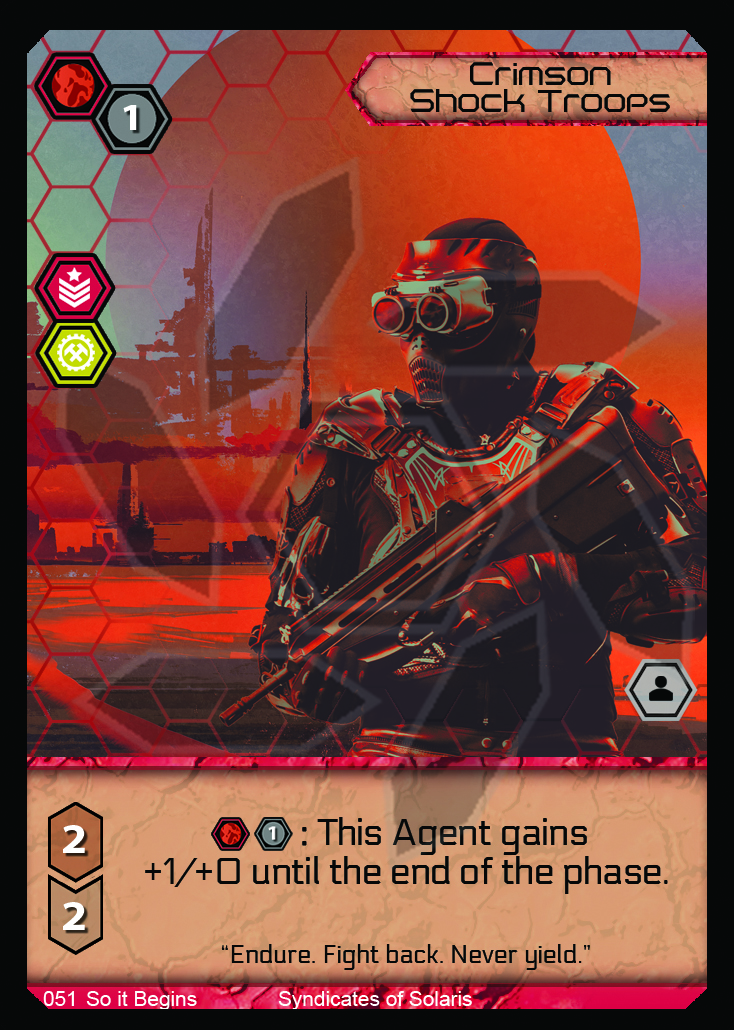 Crimson
Shock Troops
1
2
1 : This Agent gains
+1/+0 until the end of the phase.
2
“Endure. Fight back. Never yield.”
051 So it Begins Syndicates of Solaris